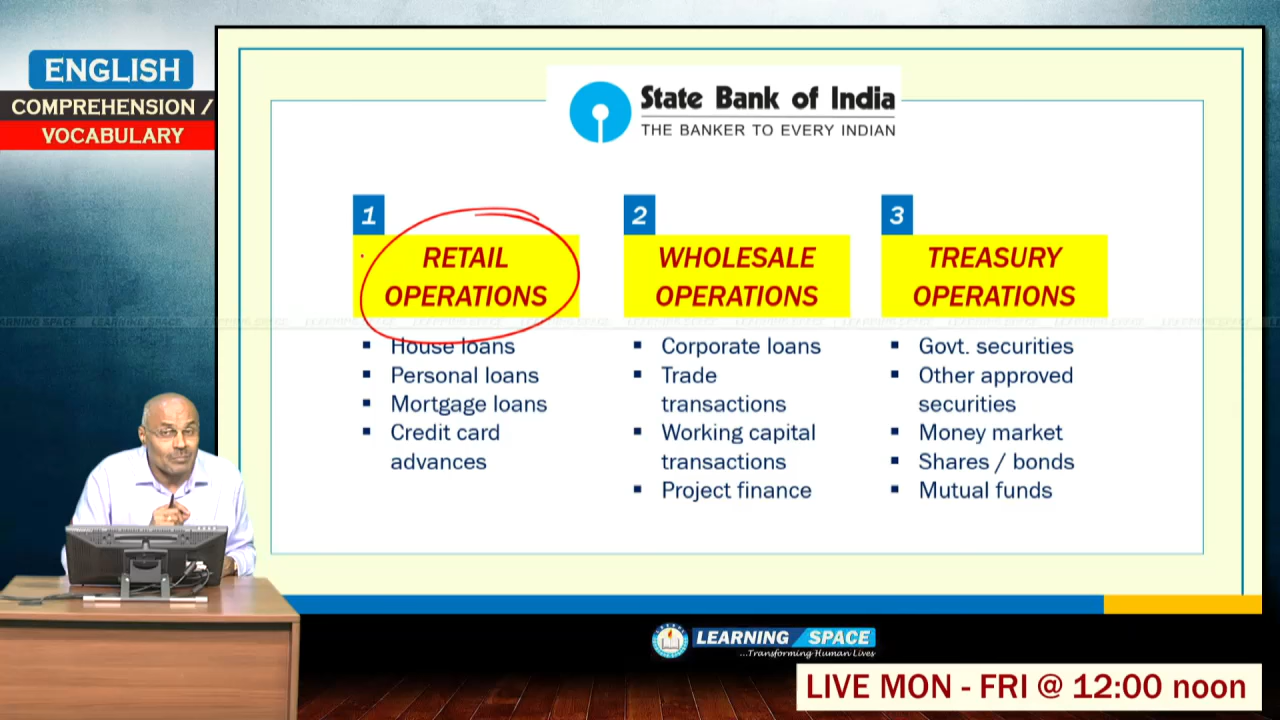 ENGLISH
COMPREHENSION /
VOCABULARY
State Bank of India
THE BANKER TO EVERY INDIAN
1
RETAIL
OPERATIONS
▪ House loans
▪ Personal loans
▪ Mortgage loans
▪ Credit card
advances
2
WHOLESALE
OPERATIONS
▪ Corporate loans
▪ Trade
transactions
▪ Working capital
transactions
▪ Project finance
3
TREASURY
OPERATIONS
▪ Govt. securities
▪ Other approved
securities
▪ Money market
▪ Shares / bonds
▪ Mutual funds
LEARNING SPACE
...Transforming Human Lives
LIVE MON - FRI @ 12:00 noon